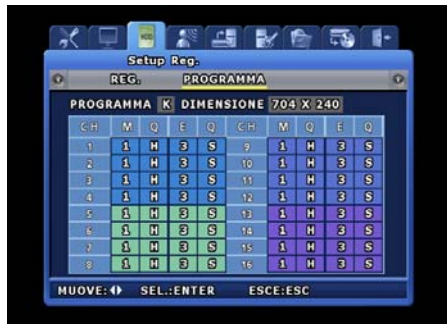 HDD
Setup Reg.
REG. PROGRAMMA
PROGRAMMA K DIMENSIONE 704 X 240
CH M Q E Q CH M Q E Q
1 1 H 3 S 9 1 H 3 S
2 1 H 3 S 10 1 H 3 S
3 1 H 3 S 11 1 H 3 S
4 1 H 3 S 12 1 H 3 S
5 1 H 3 S 13 1 H 3 S
6 1 H 3 S 14 1 H 3 S
7 1 H 3 S 15 1 H 3 S
8 1 H 3 S 16 1 H 3 S
MUOVE: SEL.:ENTER ESCE:ESC